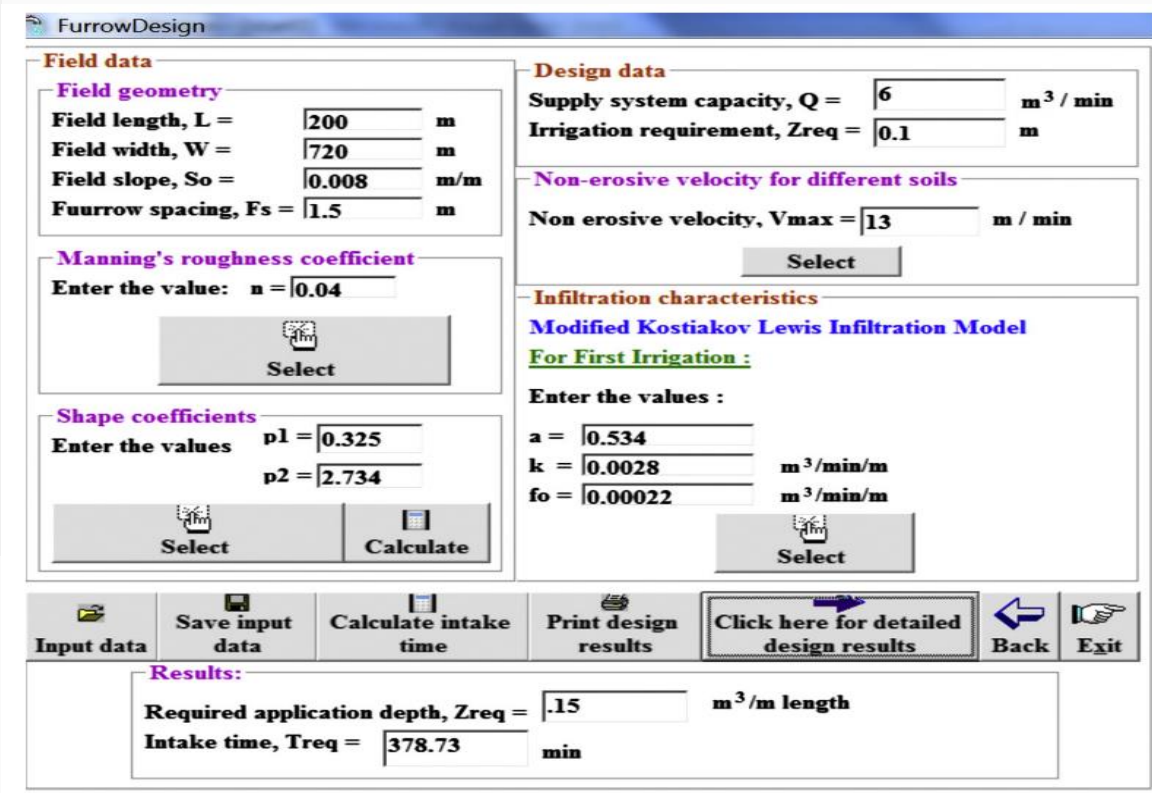 FurrowDesign
Field data
Field geometry
Field length, L = 200 m
Field width, W = 720 m
Field slope, So = 0.008 m/m
Fuurrow spacing, Fs = 1.5 m
Manning's roughness coefficient
Enter the value: n = 0.04
Select
Shape coefficients
Enter the values p1 = 0.325
p2 = 2.734
Select Calculate
Design data
Supply system capacity, Q = 6 m³ / min
Irrigation requirement, Zreq = 0.1 m
Non-erosive velocity for different soils
Non erosive velocity, Vmax = 13 m / min
Select
Infiltration characteristics
Modified Kostiakov Lewis Infiltration Model
For First Irrigation :
Enter the values :
a = 0.534
k = 0.0028 m³/min/m
fo = 0.00022 m³/min/m
Select
Input data
Save input
data
Calculate intake
time
Print design
results
Click here for detailed
design results
Back
Exit
Results:
Required application depth, Zreq = .15 m³/m length
Intake time, Treq = 378.73 min